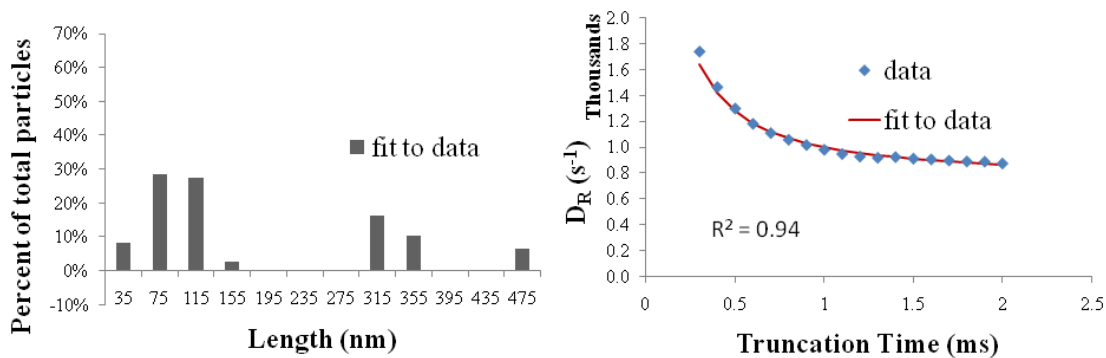 Percent of total particles
70%
60%
50%
40%
30%
20%
10%
0%
-10%
fit to data
35 75 115 155 195 235 275 315 355 395 435 475
Length (nm)
D_R (s⁻¹)
Thousands
2.0
1.8
1.6
1.4
1.2
1.0
0.8
0.6
0.4
0.2
0.0
data
fit to data
R² = 0.94
0 0.5 1 1.5 2 2.5
Truncation Time (ms)